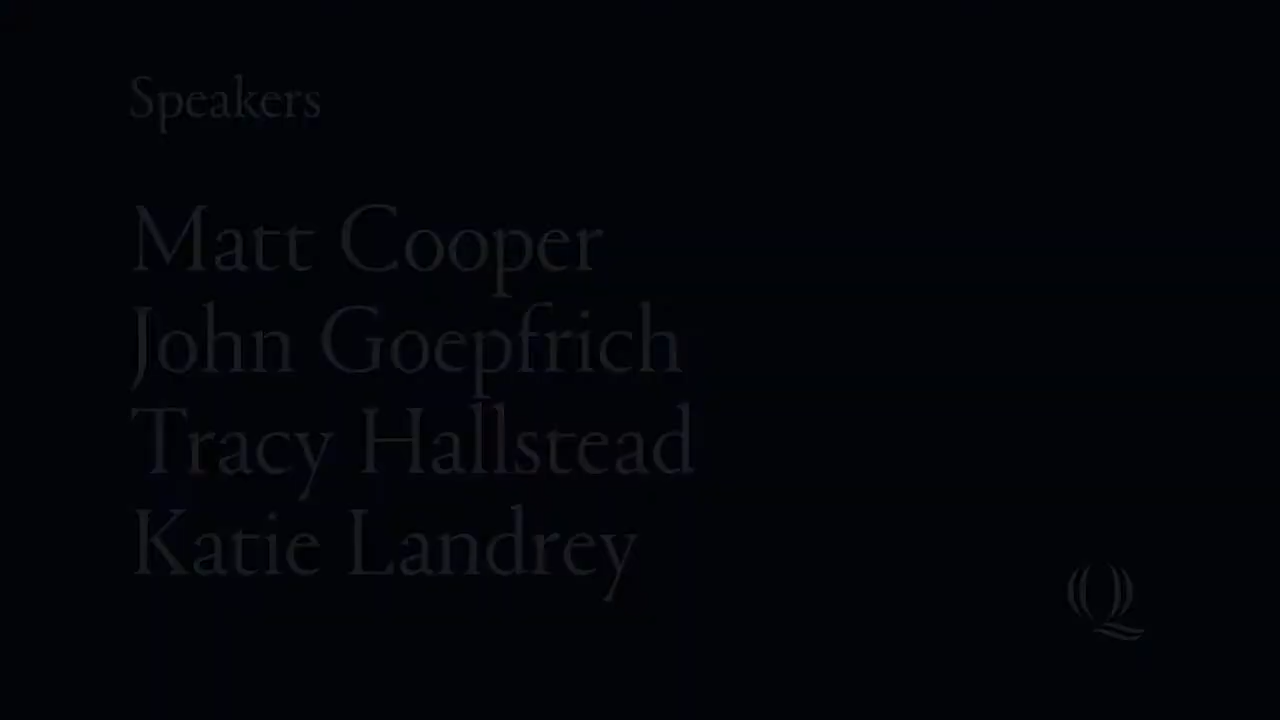 Speakers
Matt Cooper
John Goepfrich
Tracy Hallstead
Katie Landrey
Q